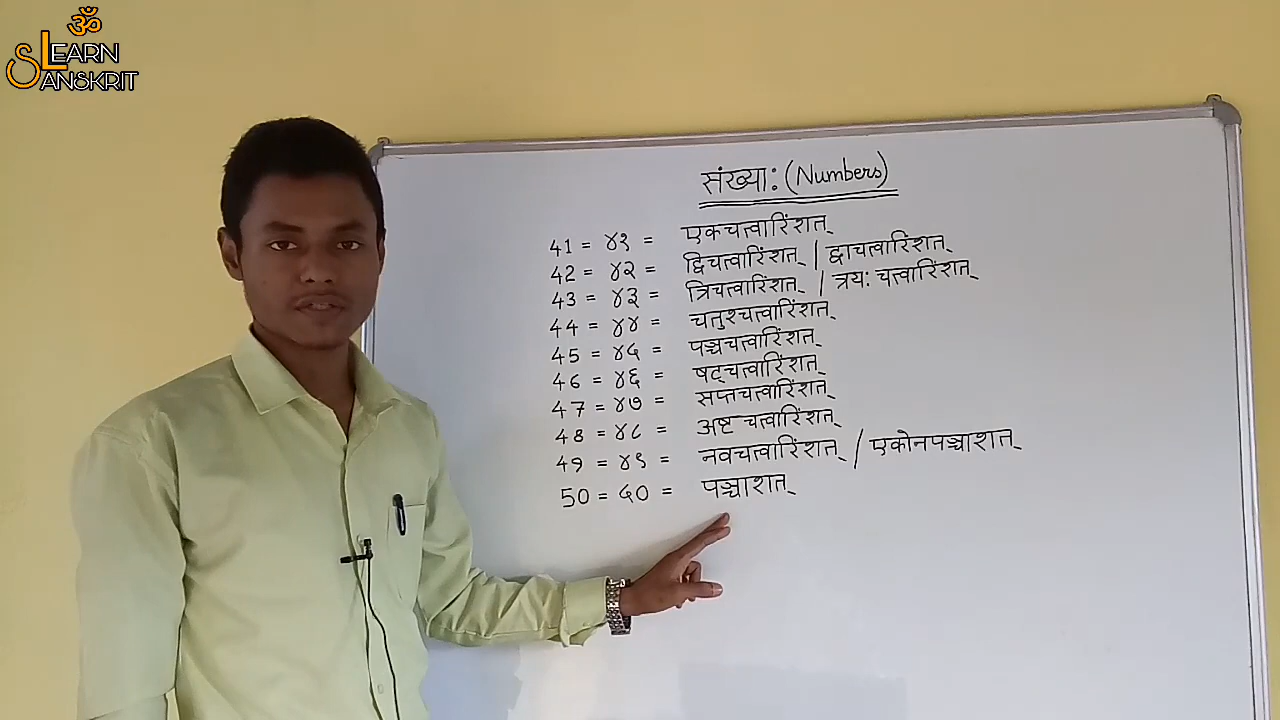 ॐ
LEARN
SANSKRIT
संख्या: (Numbers)
41 = ४१ = एकचत्वारिंशत्
42 = ४२ = द्विचत्वारिंशत् / द्वाचत्वारिंशत्
43 = ४३ = त्रिचत्वारिंशत् / त्रय: चत्वारिंशत्
44 = ४४ = चतुश्चत्वारिंशत्
45 = ४५ = पञ्चचत्वारिंशत्
46 = ४६ = षट्चत्वारिंशत्
47 = ४७ = सप्तचत्वारिंशत्
48 = ४८ = अष्टचत्वारिंशत्
49 = ४९ = नवचत्वारिंशत् / एकोनपञ्चाशत्
50 = ५० = पञ्चाशत्